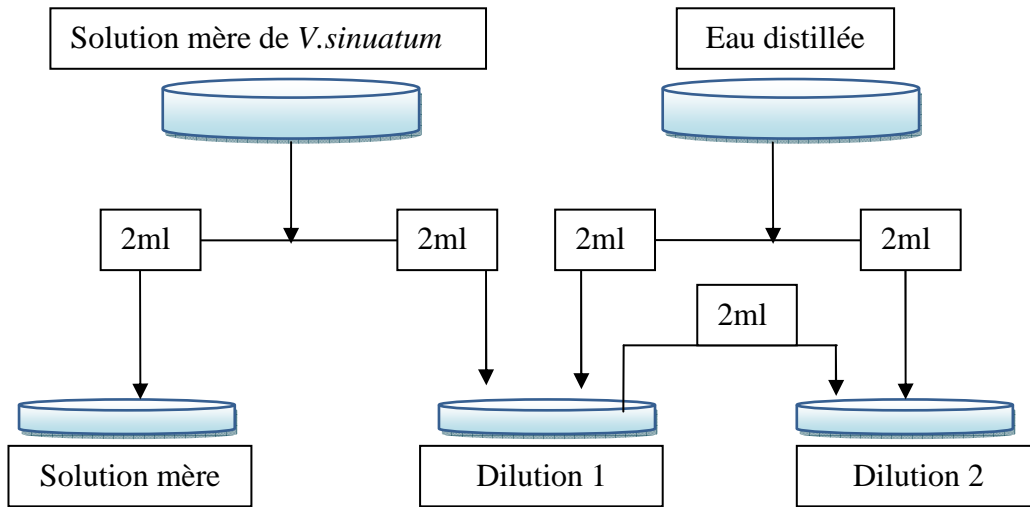 Solution mère de V.sinuatum
Eau distillée
2ml
2ml
2ml
2ml
2ml
Solution mère
Dilution 1
Dilution 2